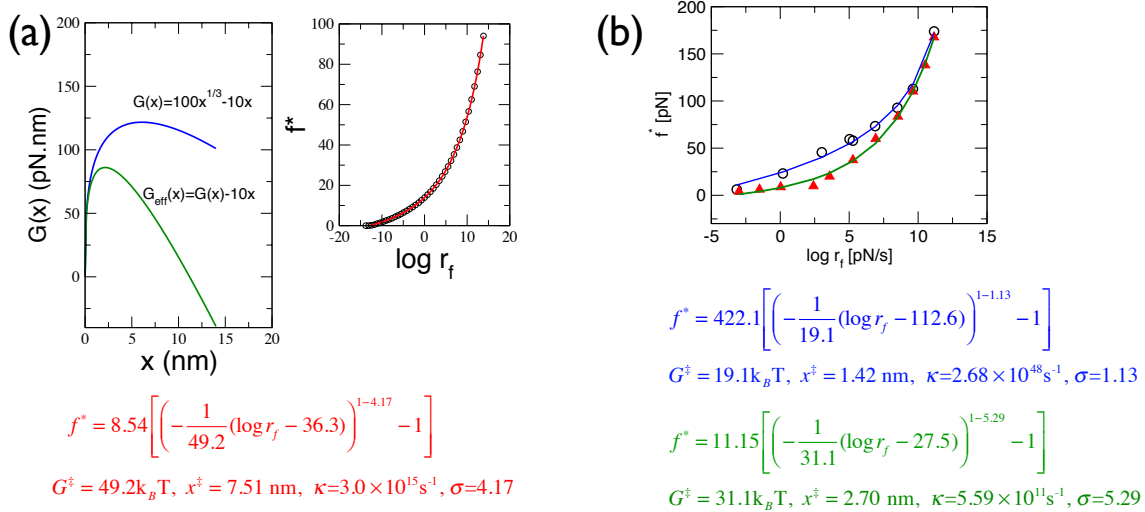 (a)
200
150
100
50
0
G(x) (pN.nm)
G(x)=100x^{1/3}-10x
G_{eff}(x)=G(x)-10x
0 5 10 15 20
x (nm)
100
80
60
40
20
0
f*
-20 -10 0 10 20
log r_f
f^* = 8.54[(-\frac{1}{49.2}(log r_f - 36.3))^{1-4.17} - 1]
G^‡ = 49.2k_BT, x^‡ = 7.51 nm, κ=3.0×10^{15}s^{-1}, σ=4.17
(b)
200
150
100
50
0
f^* [pN]
-5 0 5 10 15
log r_f [pN/s]
f^* = 422.1[(-\frac{1}{19.1}(log r_f - 112.6))^{1-1.13} - 1]
G^‡ = 19.1k_BT, x^‡ = 1.42 nm, κ=2.68×10^{48}s^{-1}, σ=1.13
f^* = 11.15[(-\frac{1}{31.1}(log r_f - 27.5))^{1-5.29} - 1]
G^‡ = 31.1k_BT, x^‡ = 2.70 nm, κ=5.59×10^{11}s^{-1}, σ=5.29